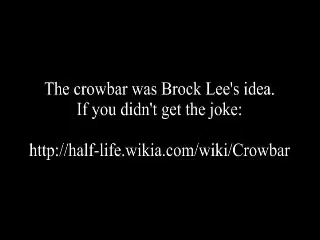 The crowbar was Brock Lee's idea.
If you didn't get the joke:
http://half-life.wikia.com/wiki/Crowbar